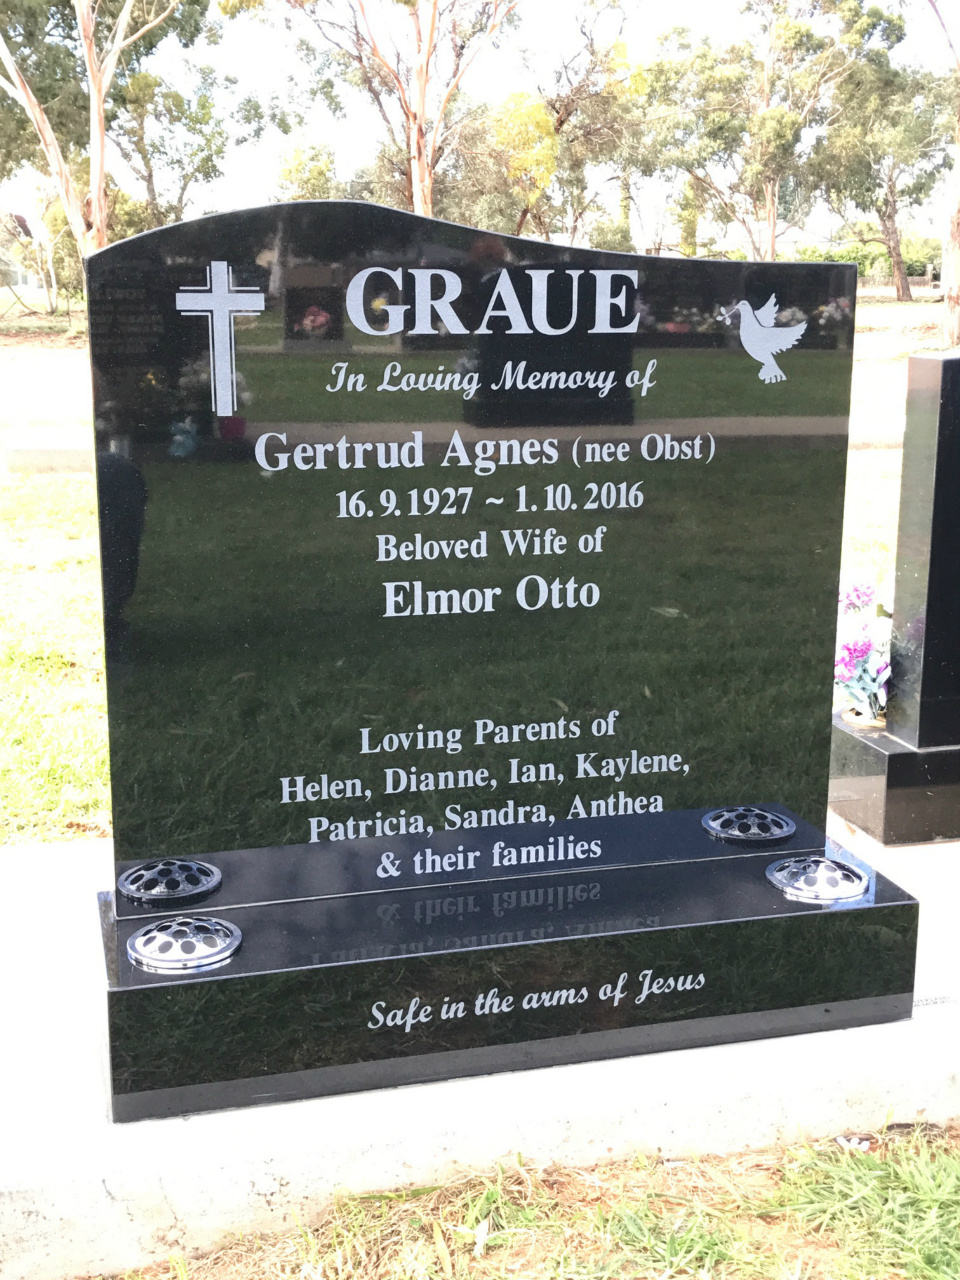 GRAUE
In Loving Memory of
Gertrud Agnes (nee Obst)
16.9.1927 ~ 1.10.2016
Beloved Wife of
Elmor Otto
Loving Parents of
Helen, Dianne, Ian, Kaylene,
Patricia, Sandra, Anthea
& their families
Safe in the arms of Jesus